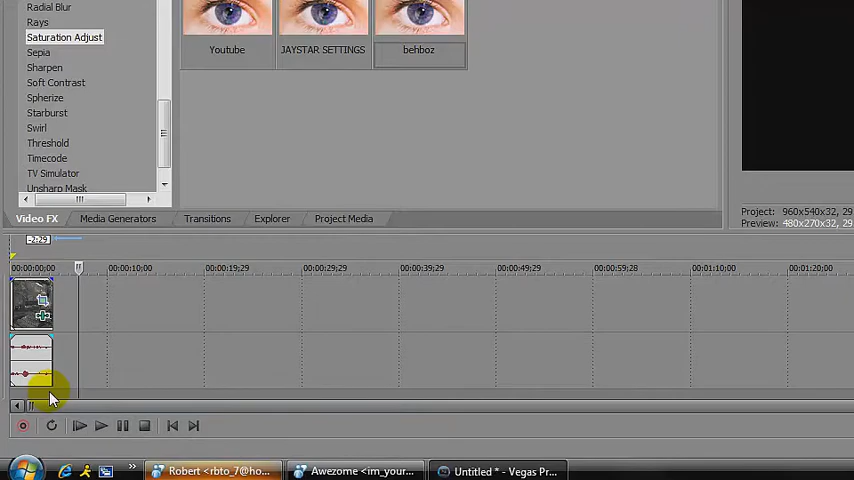 Radial Blur
Rays
Saturation Adjust
Sepia
Sharpen
Soft Contrast
Spherize
Starburst
Swirl
Threshold
Timecode
TV Simulator
Unsharp Mask
Youtube
JAYSTAR SETTINGS
behboz
Video FX
Media Generators
Transitions
Explorer
Project Media
Project: 960x540x32, 29
Preview: 480x270x32, 29
-2:29
00:00:00;00
00:00:10;00
00:00:19;29
00:00:29;29
00:00:39;29
00:00:49;29
00:00:59;28
00:01:10;00
00:01:20;00
Robert <rbto_7@ho...
Awezome <im_your...
Untitled * - Vegas Pr...